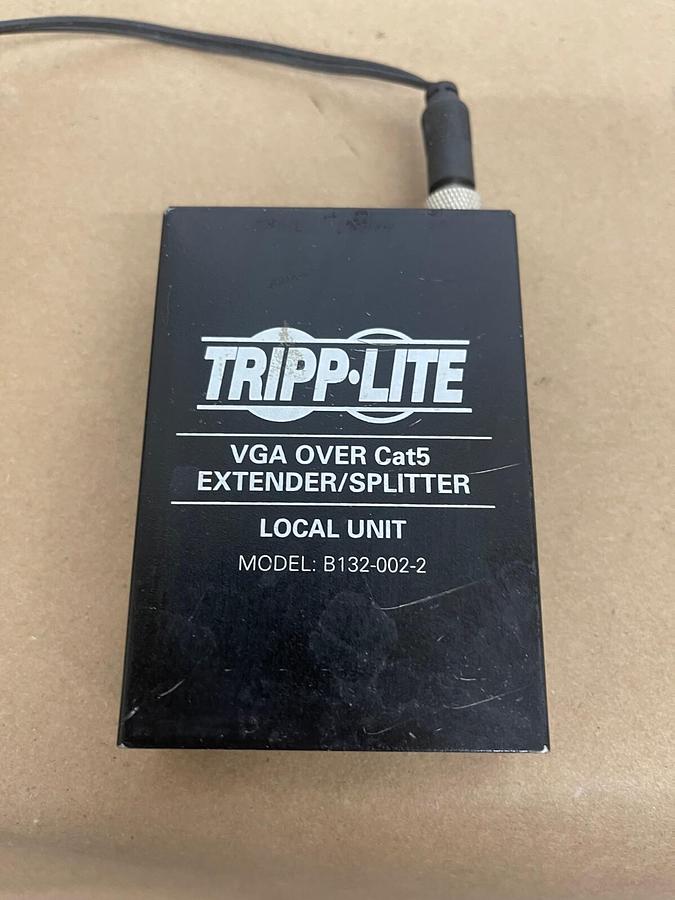 TRIPP·LITE
VGA OVER Cat5
EXTENDER/SPLITTER
LOCAL UNIT
MODEL: B132-002-2